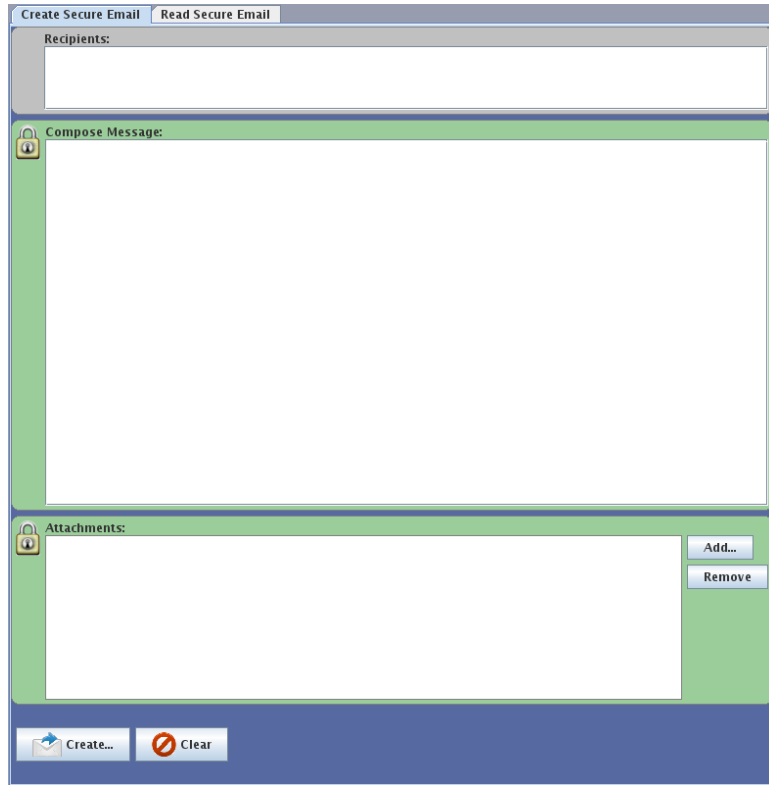 Create Secure Email Read Secure Email
Recipients:
Compose Message:
Attachments:
Add...
Remove
Create... Clear